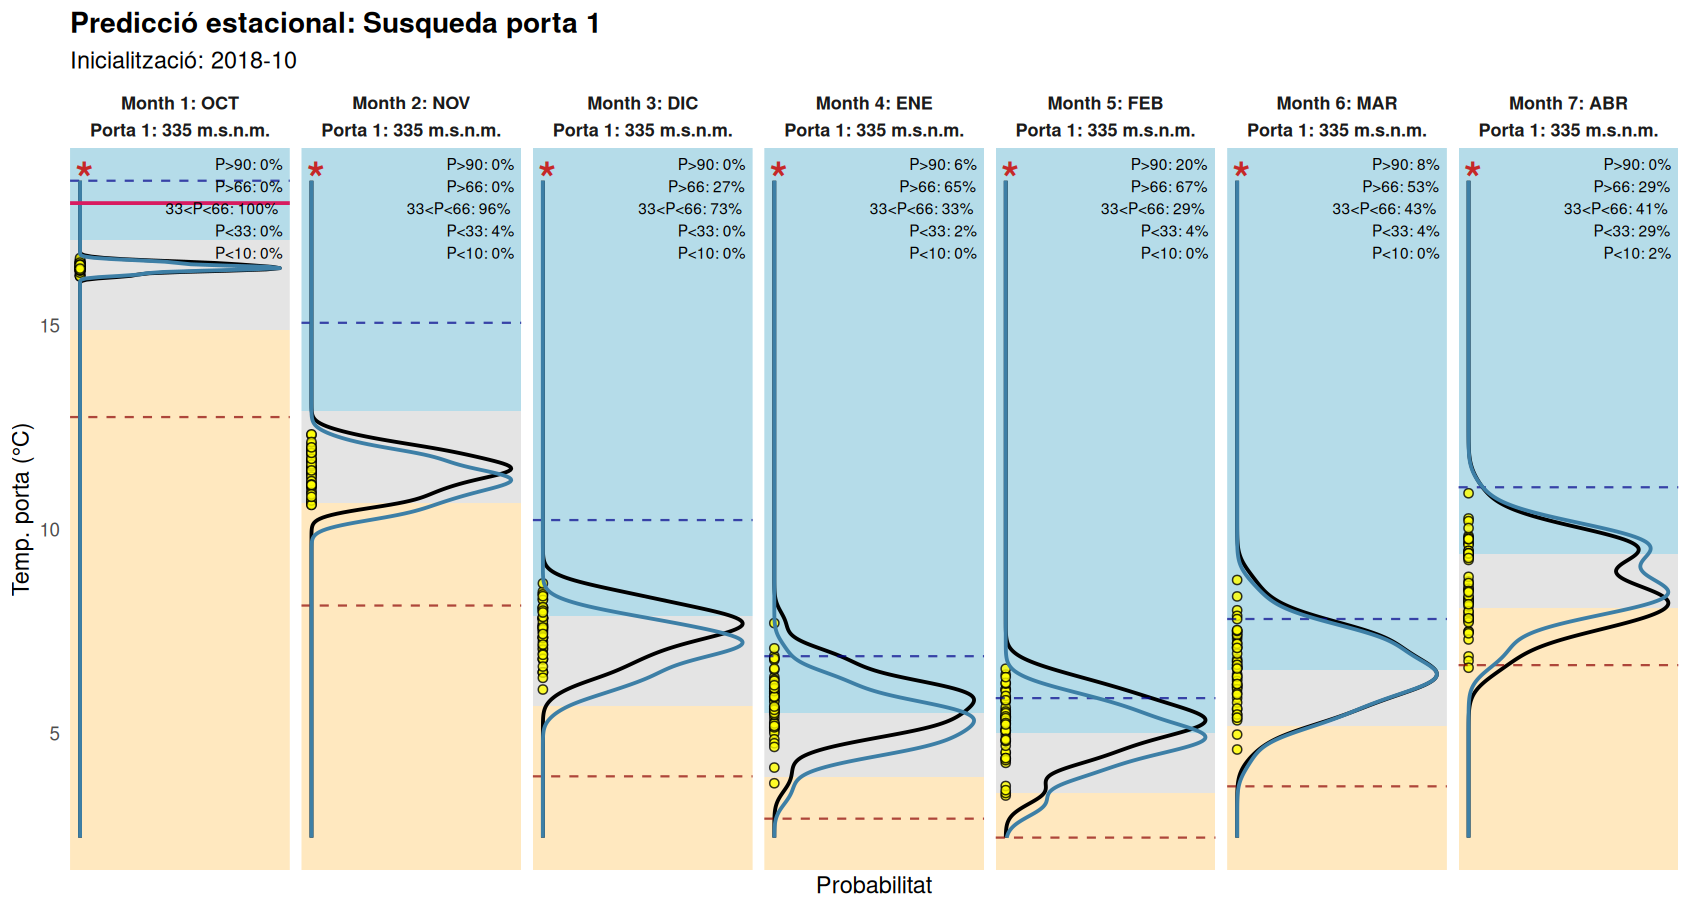 Predicció estacional: Susqueda porta 1
Inicialització: 2018-10
Month 1: OCT
Porta 1: 335 m.s.n.m.
Month 2: NOV
Porta 1: 335 m.s.n.m.
Month 3: DIC
Porta 1: 335 m.s.n.m.
Month 4: ENE
Porta 1: 335 m.s.n.m.
Month 5: FEB
Porta 1: 335 m.s.n.m.
Month 6: MAR
Porta 1: 335 m.s.n.m.
Month 7: ABR
Porta 1: 335 m.s.n.m.
*
P>90: 0%
P>66: 0%
33<P<66: 100%
P<33: 0%
P<10: 0%
*
P>90: 0%
P>66: 0%
33<P<66: 96%
P<33: 4%
P<10: 0%
*
P>90: 0%
P>66: 27%
33<P<66: 73%
P<33: 0%
P<10: 0%
*
P>90: 6%
P>66: 65%
33<P<66: 33%
P<33: 2%
P<10: 0%
*
P>90: 20%
P>66: 67%
33<P<66: 29%
P<33: 4%
P<10: 0%
*
P>90: 8%
P>66: 53%
33<P<66: 43%
P<33: 4%
P<10: 0%
*
P>90: 0%
P>66: 29%
33<P<66: 41%
P<33: 29%
P<10: 2%
15
10
5
Temp. porta (°C)
Probabilitat